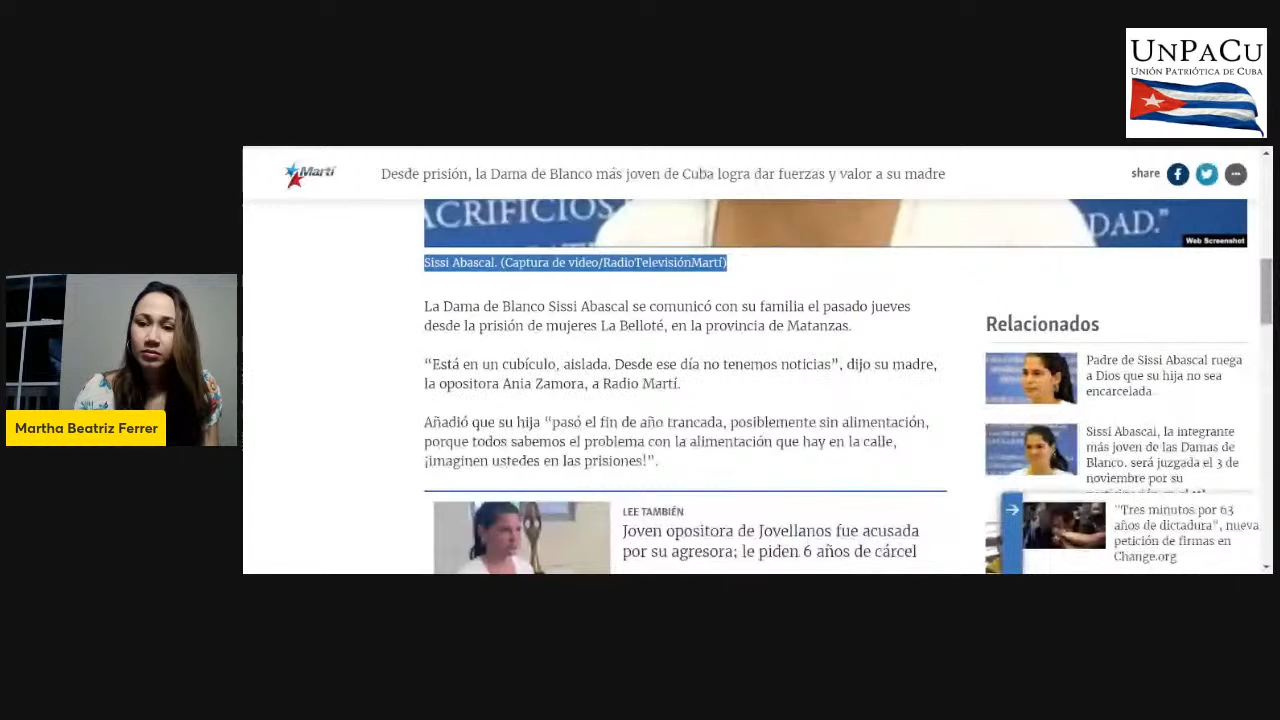 UNPACU
UNIÓN PATRIÓTICA DE CUBA
Martí
Desde prisión, la Dama de Blanco más joven de Cuba logra dar fuerzas y valor a su madre
share
ACRIFICIOS
DAD."
Web Screenshot
Sissi Abascal. (Captura de video/RadioTelevisiónMartí)
La Dama de Blanco Sissi Abascal se comunicó con su familia el pasado jueves
desde la prisión de mujeres La Belloté, en la provincia de Matanzas.
“Está en un cubículo, aislada. Desde ese día no tenemos noticias”, dijo su madre,
la opositora Ania Zamora, a Radio Martí.
Añadió que su hija “pasó el fin de año trancada, posiblemente sin alimentación,
porque todos sabemos el problema con la alimentación que hay en la calle,
¡imaginen ustedes en las prisiones!”.
LEE TAMBIÉN
Joven opositora de Jovellanos fue acusada
por su agresora; le piden 6 años de cárcel
Relacionados
Padre de Sissi Abascal ruega
a Dios que su hija no sea
encarcelada
Sissi Abascal, la integrante
más joven de las Damas de
Blanco, será juzgada el 3 de
noviembre por su
"Tres minutos por 63
años de dictadura", nueva
petición de firmas en
Change.org
Martha Beatriz Ferrer